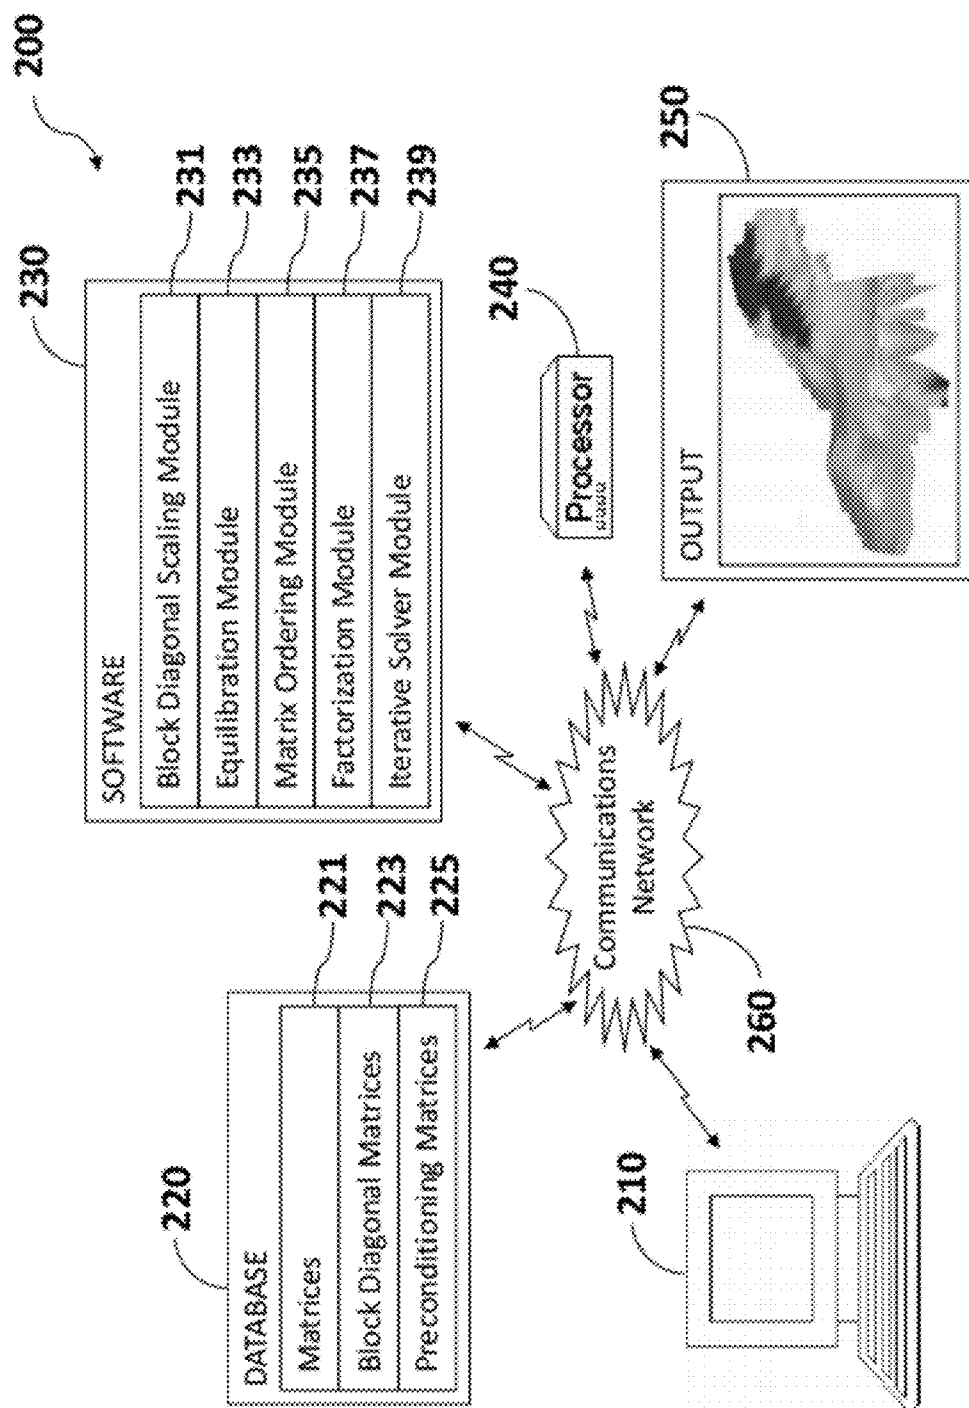 200
230
SOFTWARE
Block Diagonal Scaling Module
231
Equilibration Module
233
Matrix Ordering Module
235
Factorization Module
237
Iterative Solver Module
239
220
DATABASE
Matrices
221
Block Diagonal Matrices
223
Preconditioning Matrices
225
240
Processor
Communications
Network
260
210
250
OUTPUT